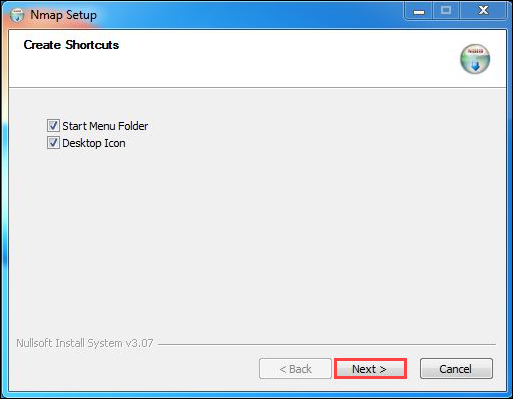 Nmap Setup
Create Shortcuts
Start Menu Folder
Desktop Icon
Nullsoft Install System v3.07
< Back
Next >
Cancel